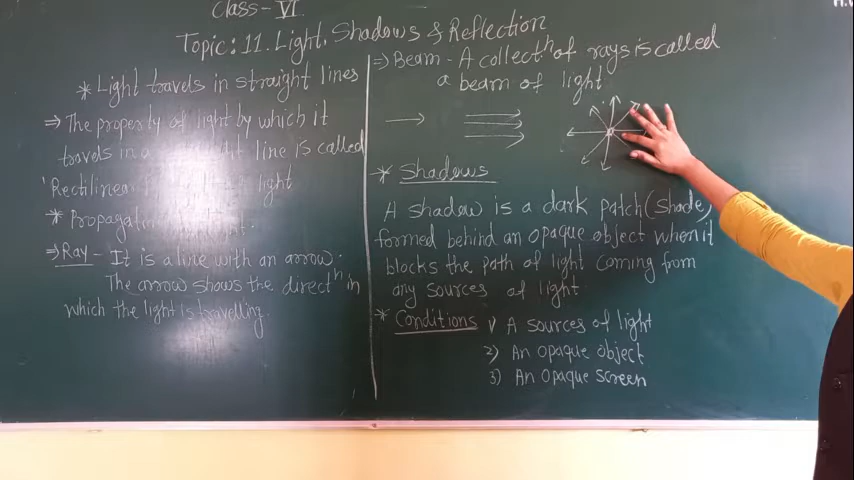 Class - VI
Topic: 11. Light, Shadows & Reflection
* Light travels in straight lines
⇒ The property of light by which it
travels in a line is called
Rectilinear light
* Propagation
⇒ Ray - It is a line with an arrow.
The arrow shows the directⁿ in
which the light is travelling.
⇒ Beam - A collectⁿ of rays is called
a beam of light
* Shadows
A shadow is a dark patch (shade)
formed behind an opaque object when it
blocks the path of light coming from
any sources of light
* Conditions 1) A sources of light
2) An opaque object
3) An opaque screen